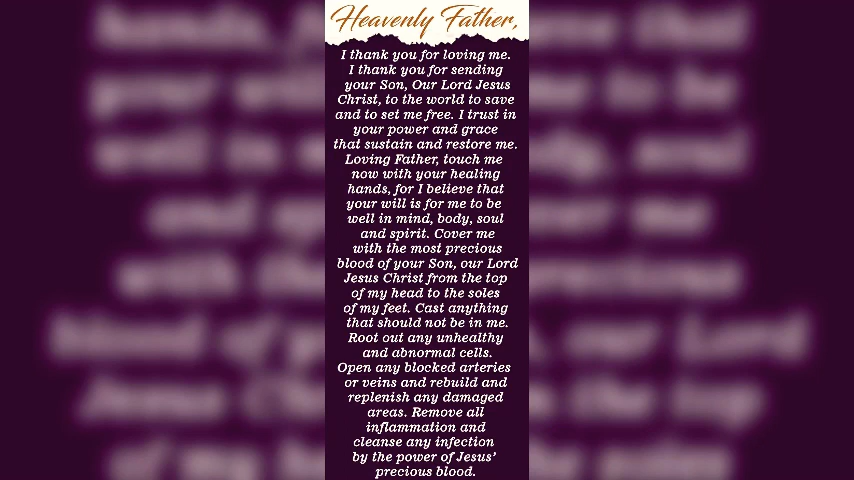 Heavenly Father,
I thank you for loving me.
I thank you for sending
your Son, Our Lord Jesus
Christ, to the world to save
and to set me free. I trust in
your power and grace
that sustain and restore me.
Loving Father, touch me
now with your healing
hands, for I believe that
your will is for me to be
well in mind, body, soul
and spirit. Cover me
with the most precious
blood of your Son, our Lord
Jesus Christ from the top
of my head to the soles
of my feet. Cast anything
that should not be in me.
Root out any unhealthy
and abnormal cells.
Open any blocked arteries
or veins and rebuild and
replenish any damaged
areas. Remove all
inflammation and
cleanse any infection
by the power of Jesus’
precious blood.